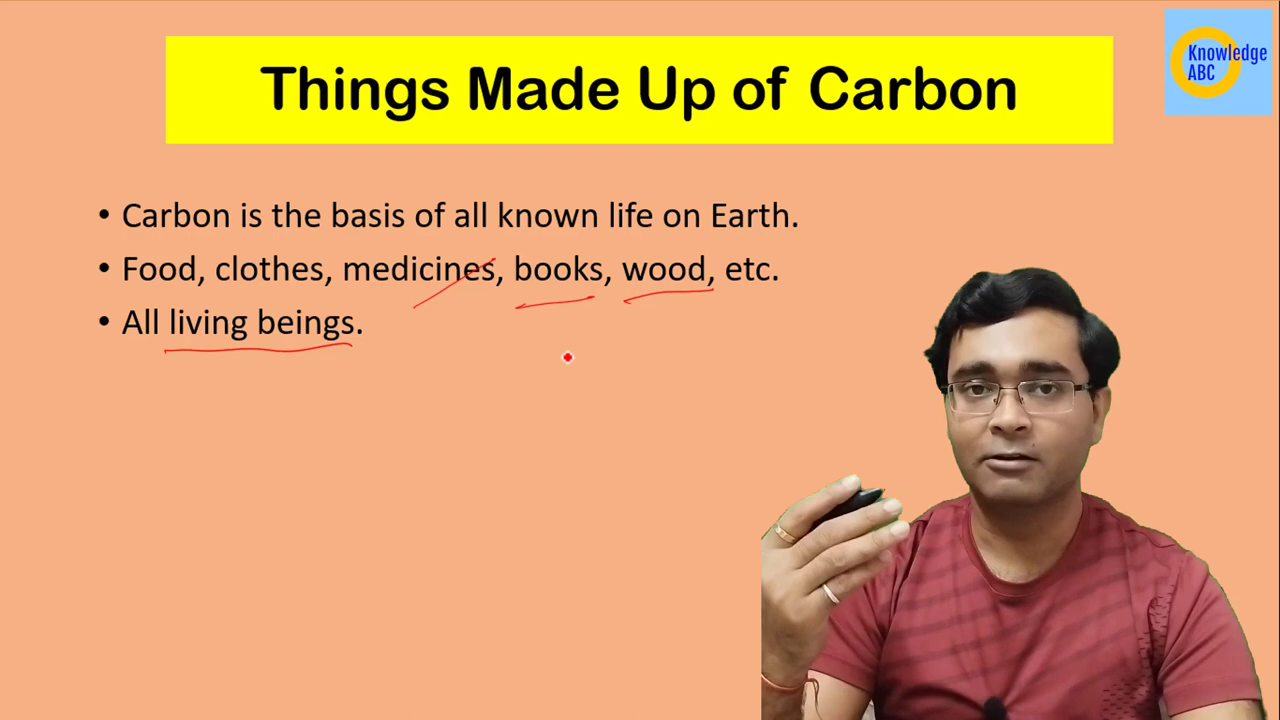 Things Made Up of Carbon
Knowledge
ABC
• Carbon is the basis of all known life on Earth.
• Food, clothes, medicines, books, wood, etc.
• All living beings.